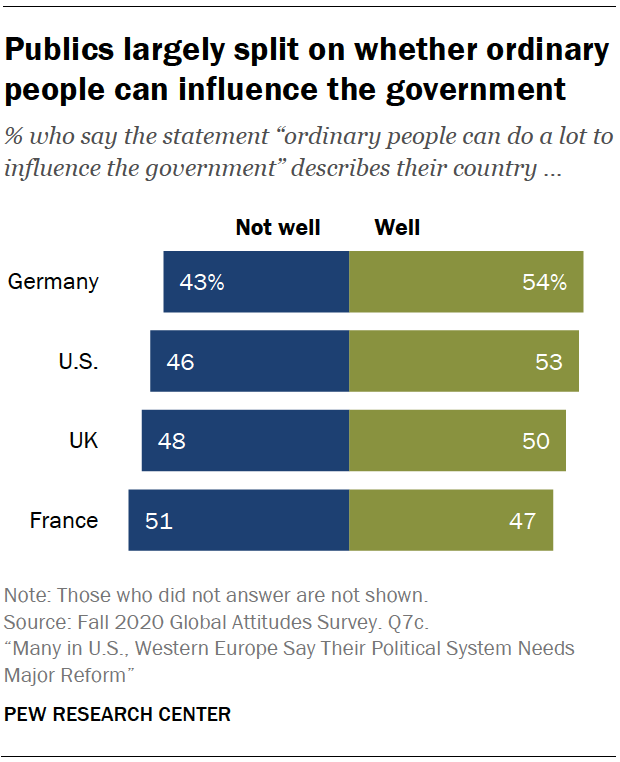 Publics largely split on whether ordinary
people can influence the government
% who say the statement “ordinary people can do a lot to
influence the government” describes their country ...
Not well Well
Germany 43% 54%
U.S. 46 53
UK 48 50
France 51 47
Note: Those who did not answer are not shown.
Source: Fall 2020 Global Attitudes Survey. Q7c.
“Many in U.S., Western Europe Say Their Political System Needs
Major Reform”
PEW RESEARCH CENTER